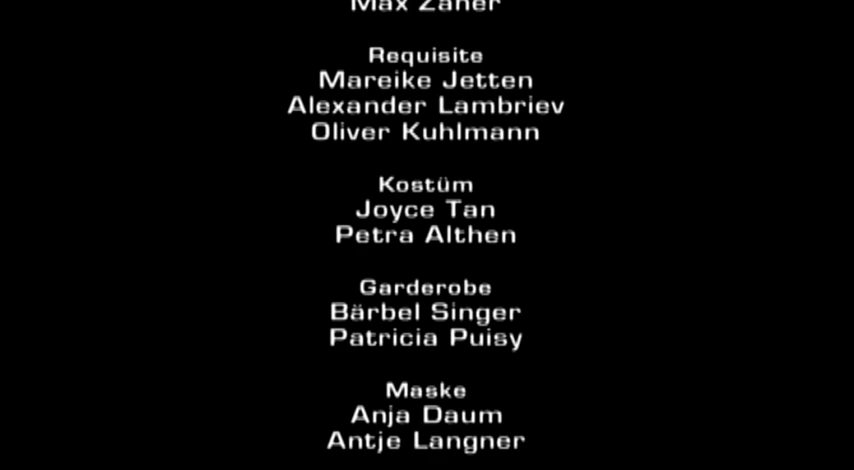 Max Zaher
Requisite
Mareike Jetten
Alexander Lambriev
Oliver Kuhlmann
Kostüm
Joyce Tan
Petra Althen
Garderobe
Bärbel Singer
Patricia Puisy
Maske
Anja Daum
Antje Langner